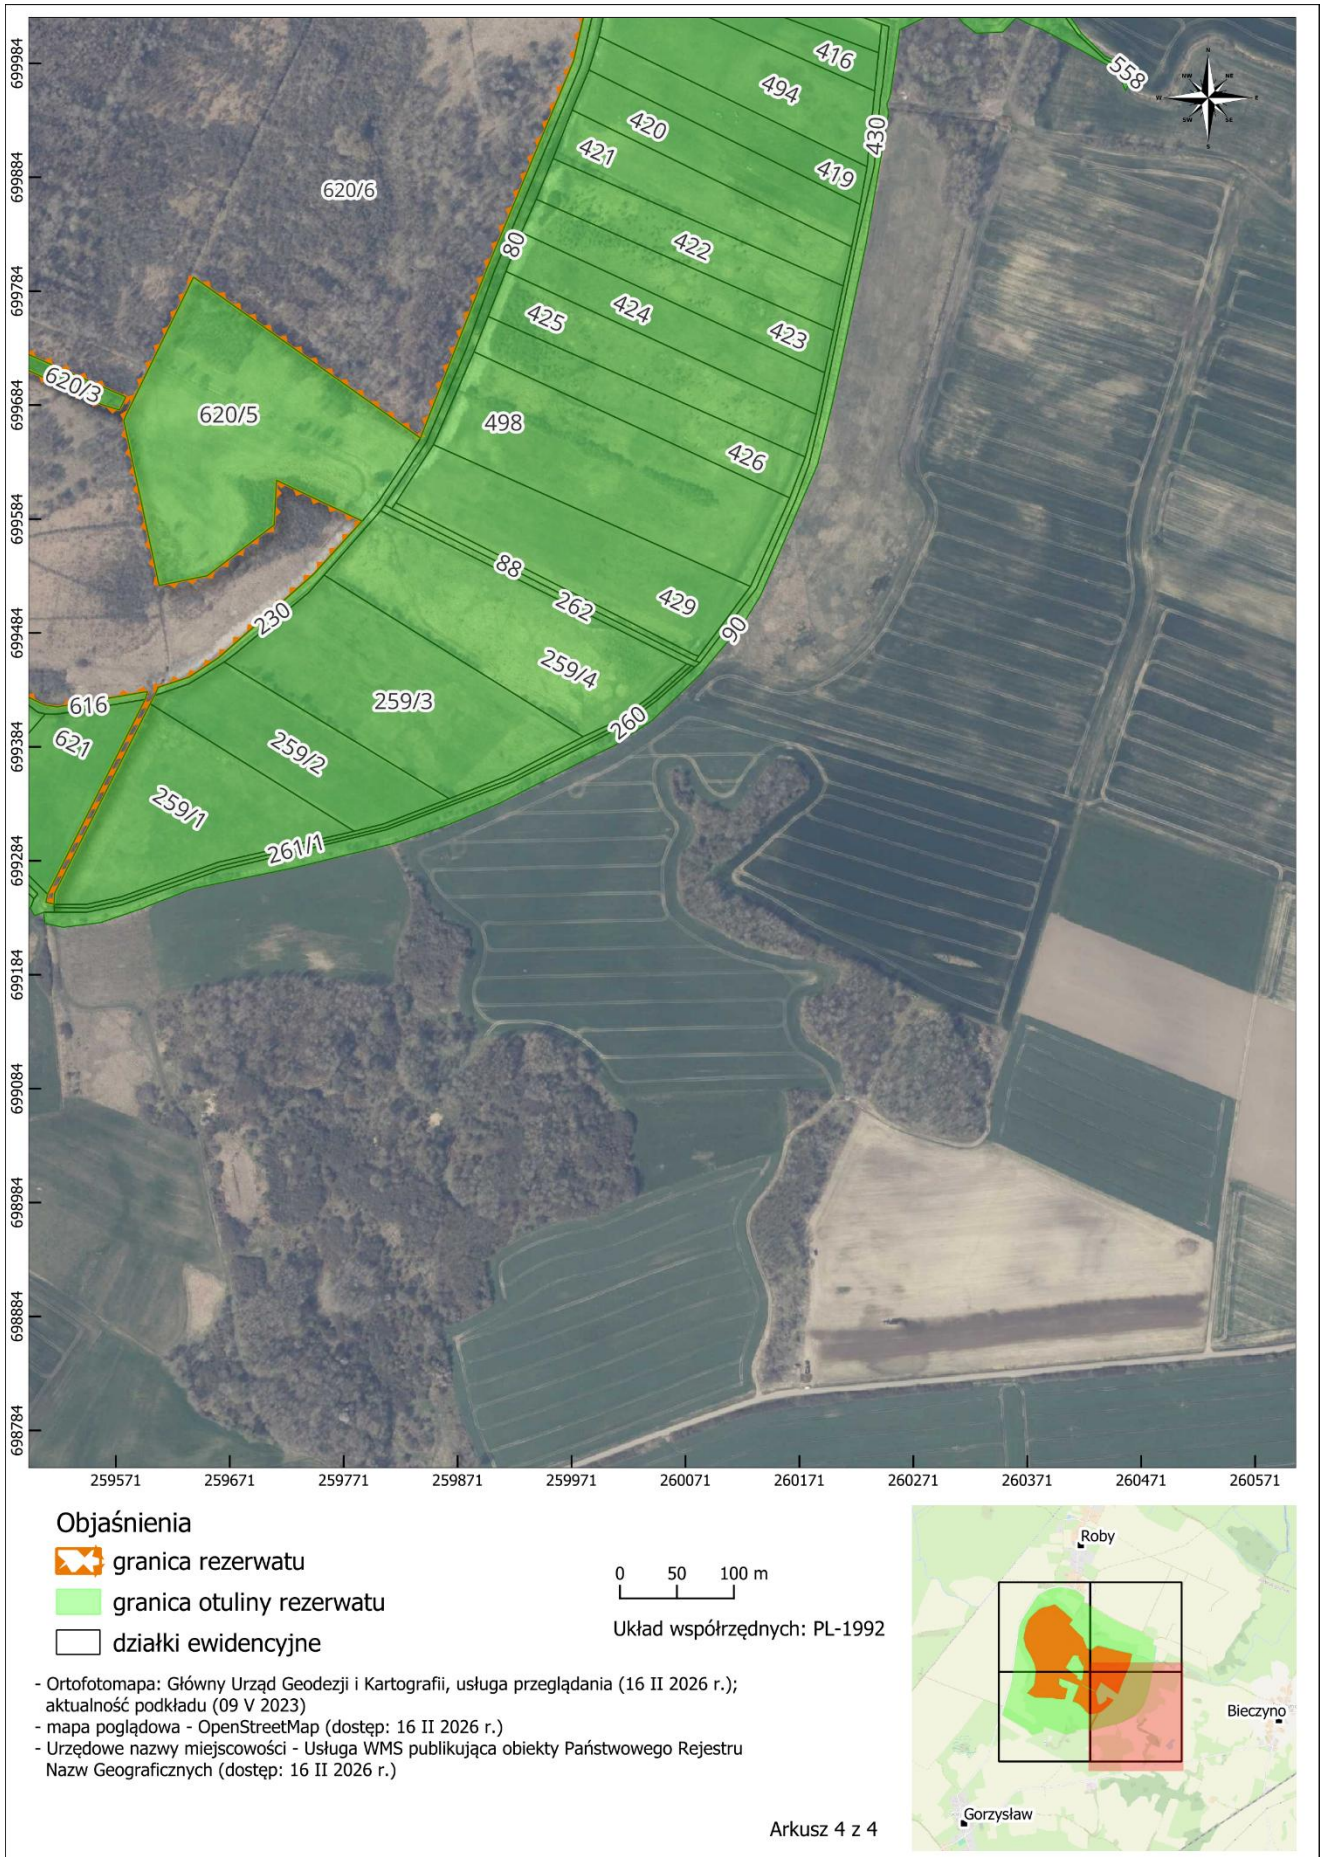 699984
699884
699784
699684
699584
699484
699384
699284
699184
699084
698984
698884
698784
N
NW
NE
W
E
SW
SE
S
416
558
494
430
420
421
419
620/6
80
422
424
425
423
620/3
620/5
498
426
88
262
429
230
90
259/4
259/3
616
621
260
259/2
259/1
261/1
259571
259671
259771
259871
259971
260071
260171
260271
260371
260471
260571
Objaśnienia
granica rezerwatu
granica otuliny rezerwatu
działki ewidencyjne
0 50 100 m
Układ współrzędnych: PL-1992
- Ortofotomapa: Główny Urząd Geodezji i Kartografii, usługa przeglądania (16 II 2026 r.);
aktualność podkładu (09 V 2023)
- mapa poglądowa - OpenStreetMap (dostęp: 16 II 2026 r.)
- Urzędowe nazwy miejscowości - Usługa WMS publikująca obiekty Państwowego Rejestru
Nazw Geograficznych (dostęp: 16 II 2026 r.)
Arkusz 4 z 4
Roby
Bieczyno
Gorzysław